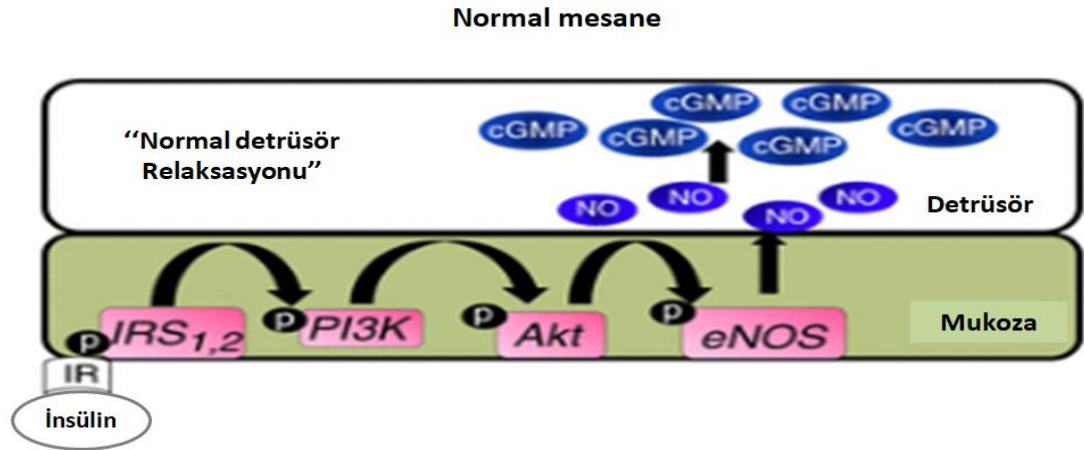 Normal mesane
‘‘Normal detrüsör
Relaksasyonu’’
cGMP
cGMP
cGMP
cGMP
cGMP
cGMP
NO
NO
NO
NO
Detrüsör
P IRS1,2
P PI3K
P Akt
P eNOS
Mukoza
IR
İnsülin